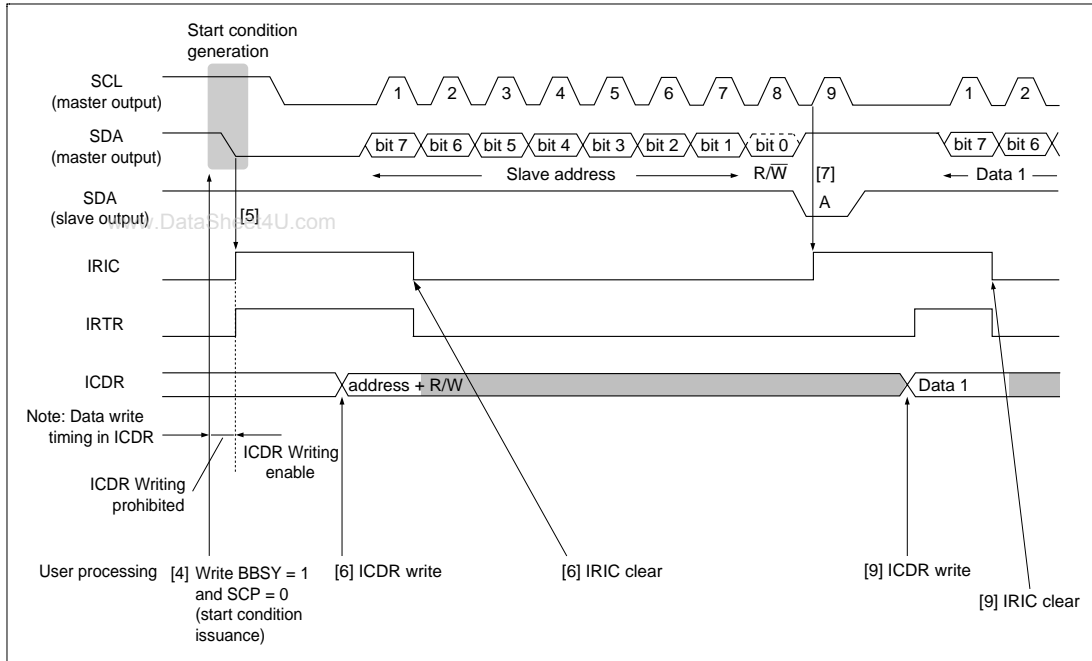 Start condition
generation
SCL
(master output)
1 2 3 4 5 6 7 8 9 1 2
SDA
(master output)
bit 7 bit 6 bit 5 bit 4 bit 3 bit 2 bit 1 bit 0 bit 7 bit 6
Slave address R/W̅ [7] Data 1
SDA
(slave output)
A
[5]
www.DataSheet4U.com
IRIC
IRTR
ICDR
address + R/W
Data 1
Note: Data write
timing in ICDR
ICDR Writing
enable
ICDR Writing
prohibited
User processing
[4] Write BBSY = 1
and SCP = 0
(start condition
issuance)
[6] ICDR write
[6] IRIC clear
[9] ICDR write
[9] IRIC clear